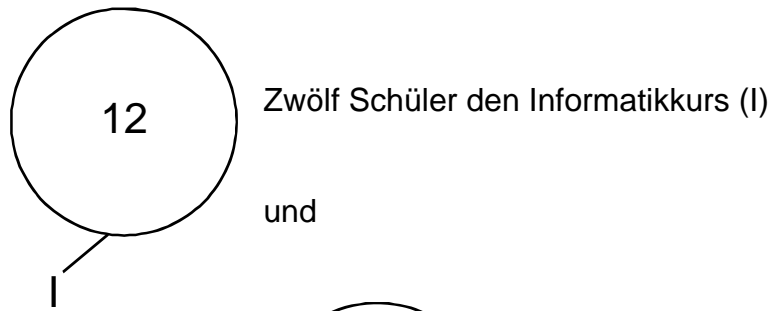 12
Zwölf Schüler den Informatikkurs (I)
und
I